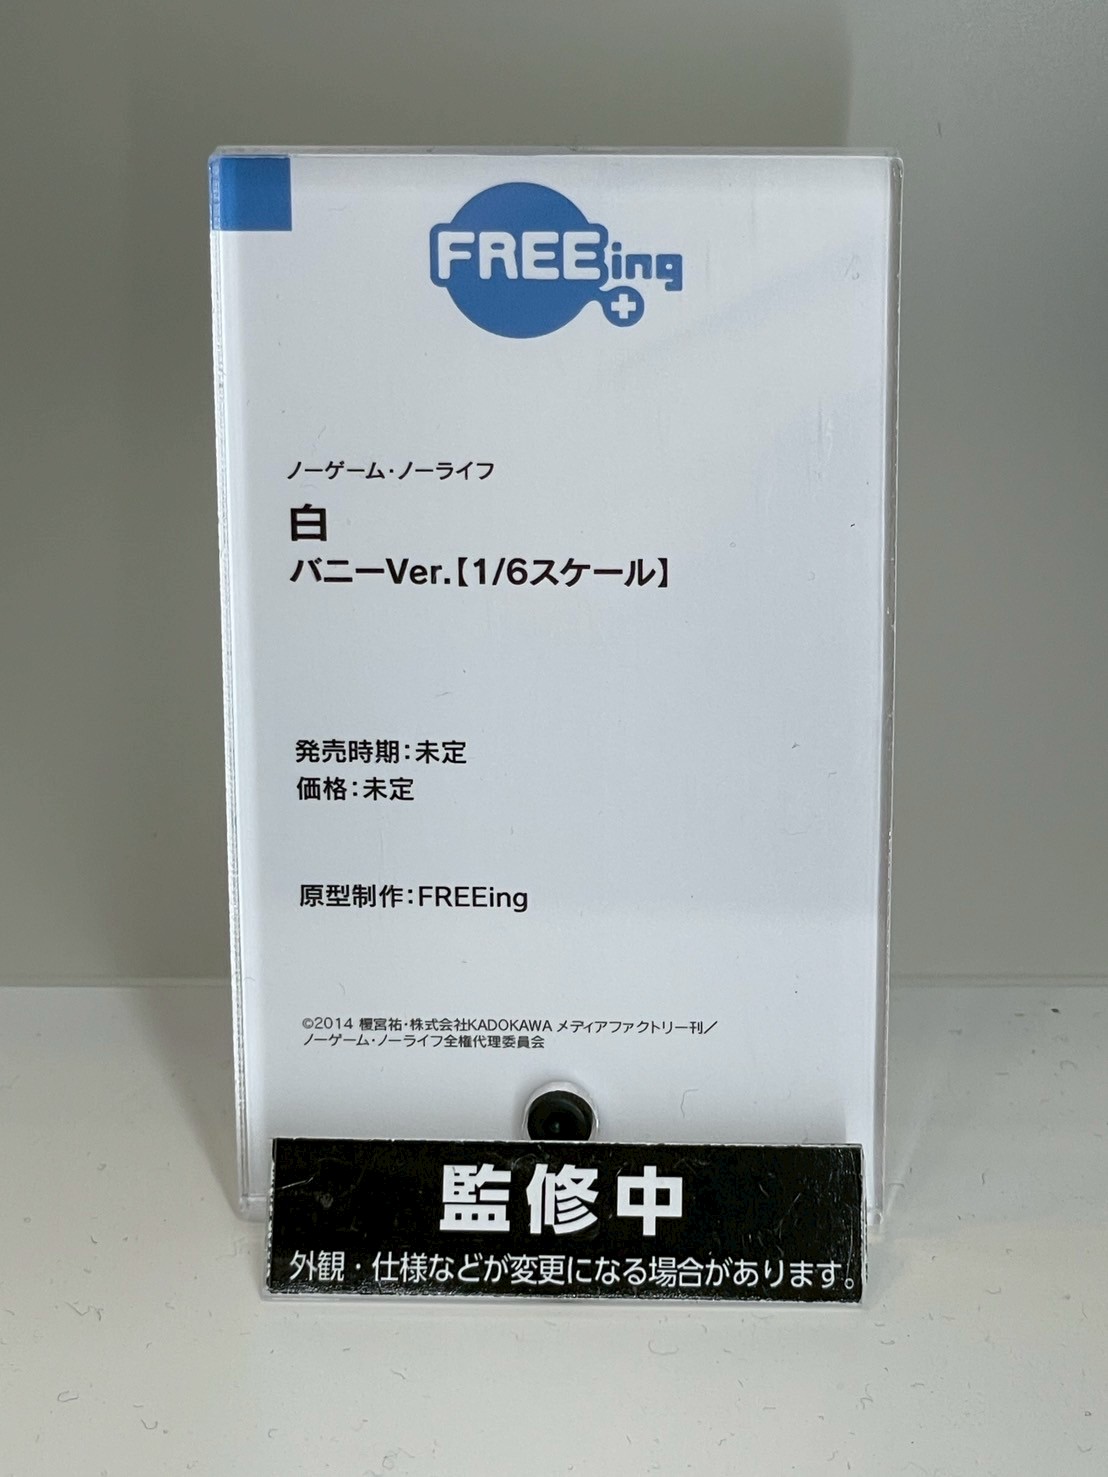 FREEing
ノーゲーム・ノーライフ
白
バニーVer.【1/6スケール】
発売時期：未定
価格：未定
原型制作：FREEing
©2014 榎宮祐・株式会社KADOKAWA メディアファクトリー刊／
ノーゲーム・ノーライフ全権代理委員会
監修中
外観・仕様などが変更になる場合があります。